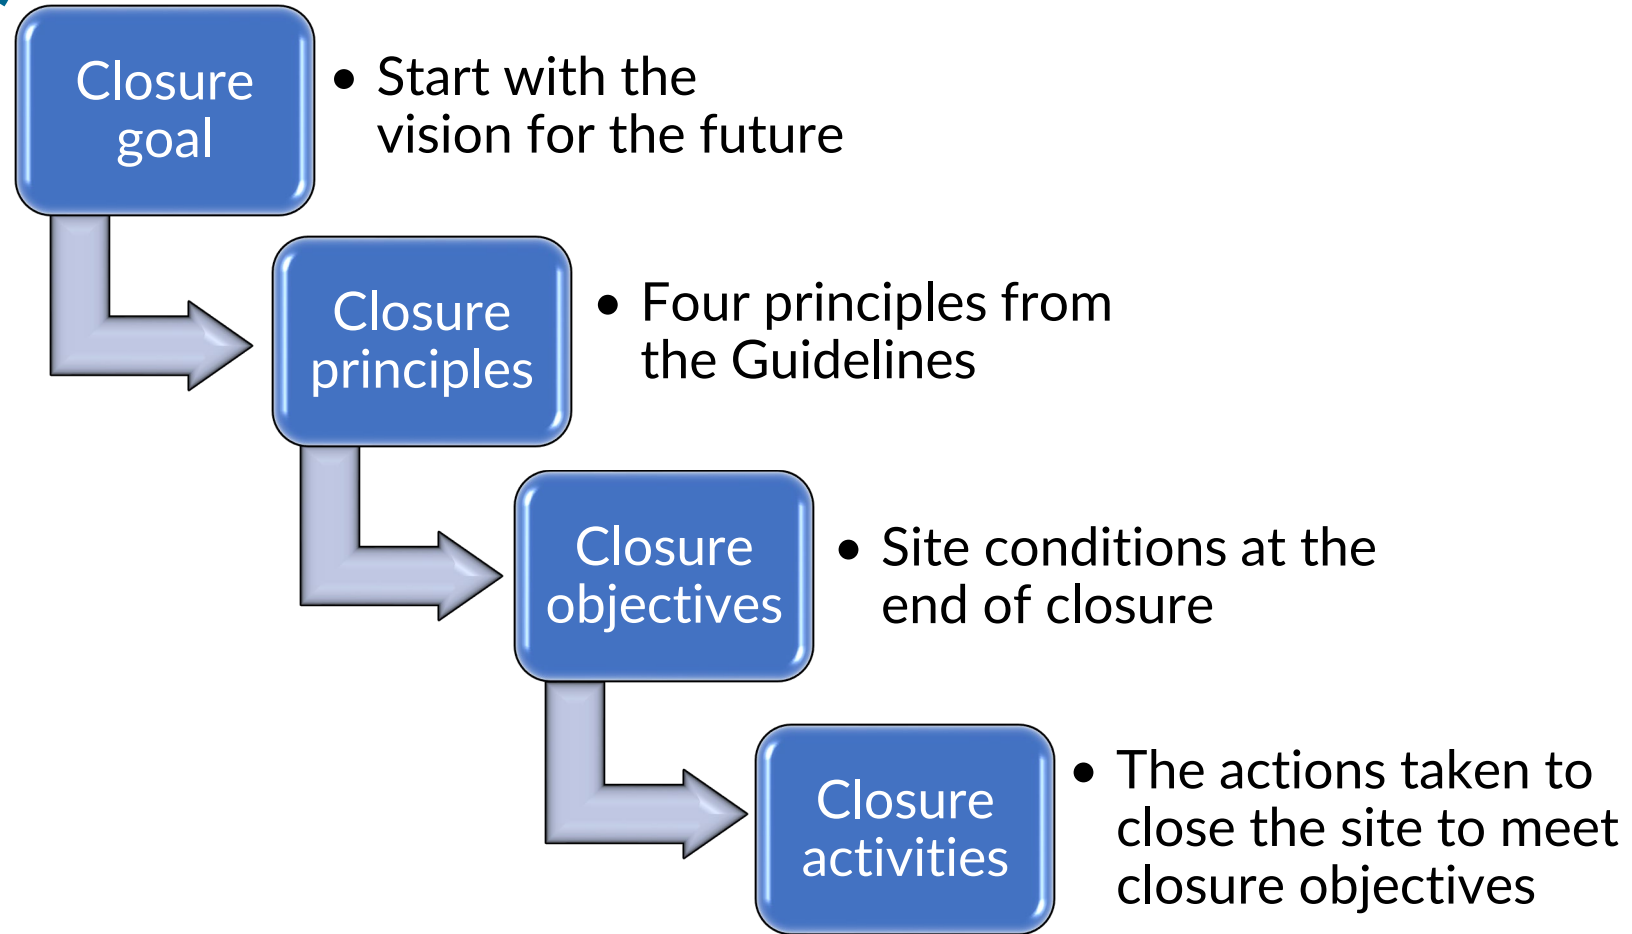 Closure
goal
• Start with the
vision for the future
Closure
principles
• Four principles from
the Guidelines
Closure
objectives
• Site conditions at the
end of closure
Closure
activities
• The actions taken to
close the site to meet
closure objectives